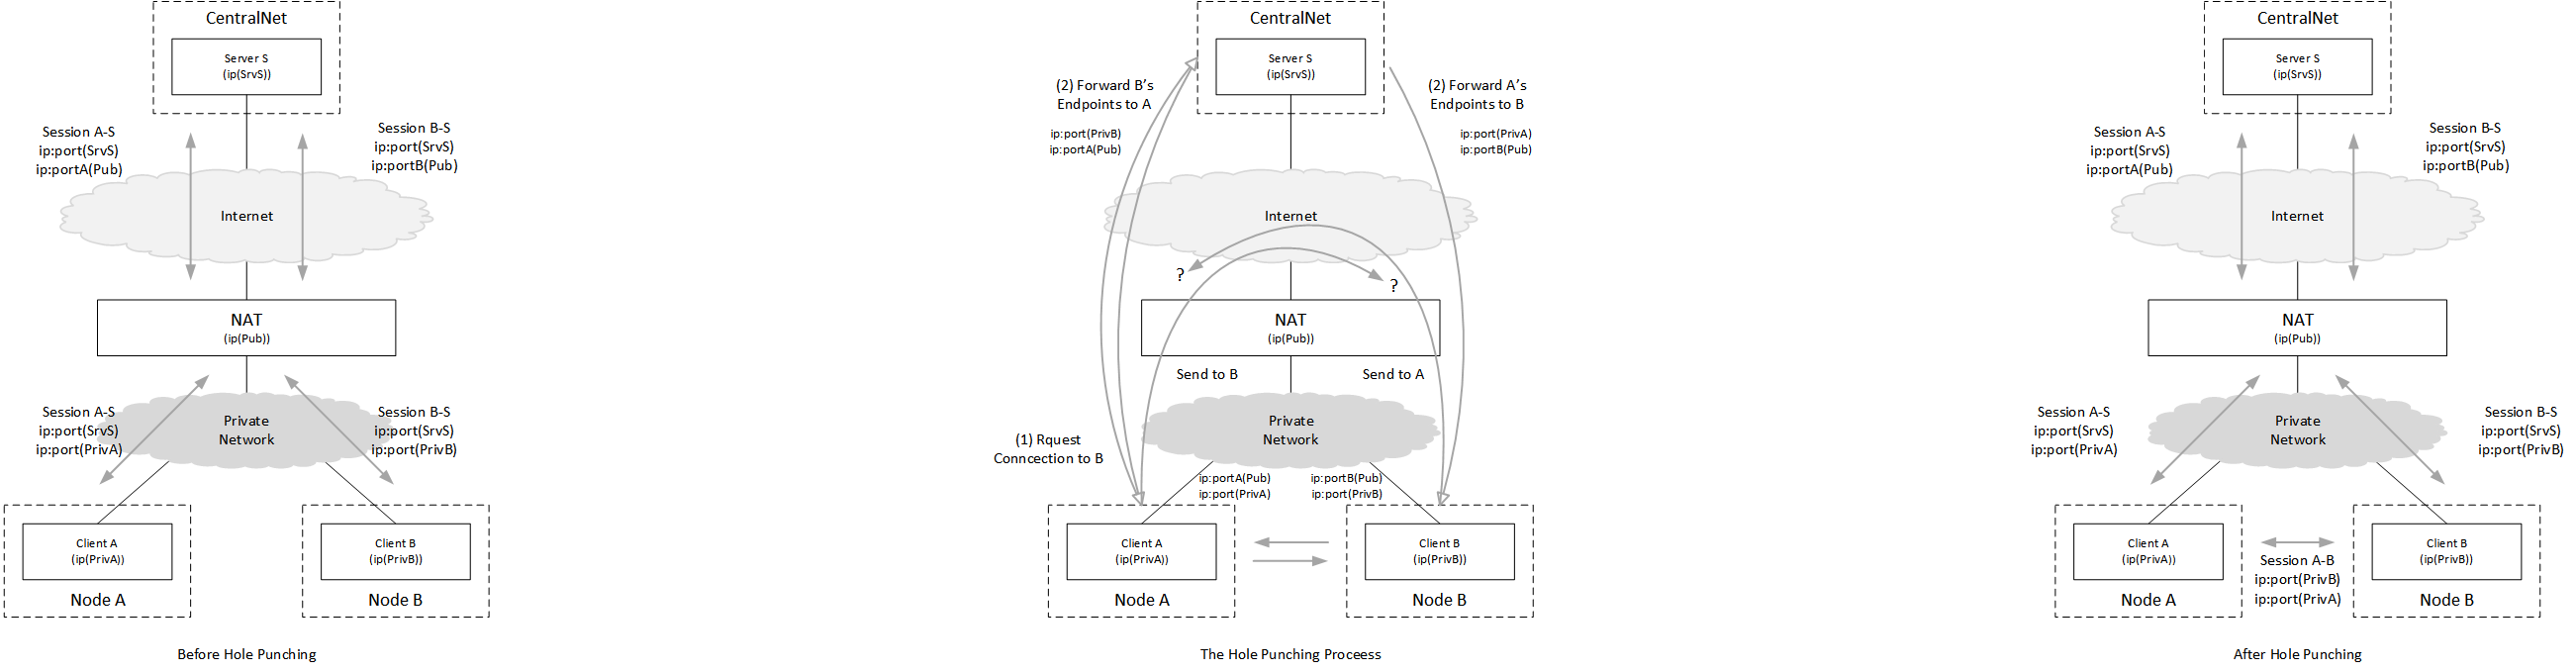 CentralNet
Server S
(ip(SrvS))
Session A-S
ip:port(SrvS)
ip:portA(Pub)
Session B-S
ip:port(SrvS)
ip:portB(Pub)
Internet
NAT
(ip(Pub))
Session A-S
ip:port(SrvS)
ip:port(PrivA)
Private
Network
Session B-S
ip:port(SrvS)
ip:port(PrivB)
Client A
(ip(PrivA))
Node A
Client B
(ip(PrivB))
Node B
Before Hole Punching
CentralNet
Server S
(ip(SrvS))
(2) Forward B's
Endpoints to A
ip:port(PrivB)
ip:portA(Pub)
(2) Forward A's
Endpoints to B
ip:port(PrivA)
ip:portB(Pub)
Internet
?
?
NAT
(ip(Pub))
Send to B
Send to A
Private
Network
(1) Rquest
Conncection to B
ip:portA(Pub)
ip:port(PrivA)
ip:portB(Pub)
ip:port(PrivB)
Client A
(ip(PrivA))
Node A
Client B
(ip(PrivB))
Node B
The Hole Punching Proceess
CentralNet
Server S
(ip(SrvS))
Session A-S
ip:port(SrvS)
ip:portA(Pub)
Session B-S
ip:port(SrvS)
ip:portB(Pub)
Internet
NAT
(ip(Pub))
Session A-S
ip:port(SrvS)
ip:port(PrivA)
Private
Network
Session B-S
ip:port(SrvS)
ip:port(PrivB)
Client A
(ip(PrivA))
Node A
Session A-B
ip:port(PrivB)
ip:port(PrivA)
Client B
(ip(PrivB))
Node B
After Hole Punching